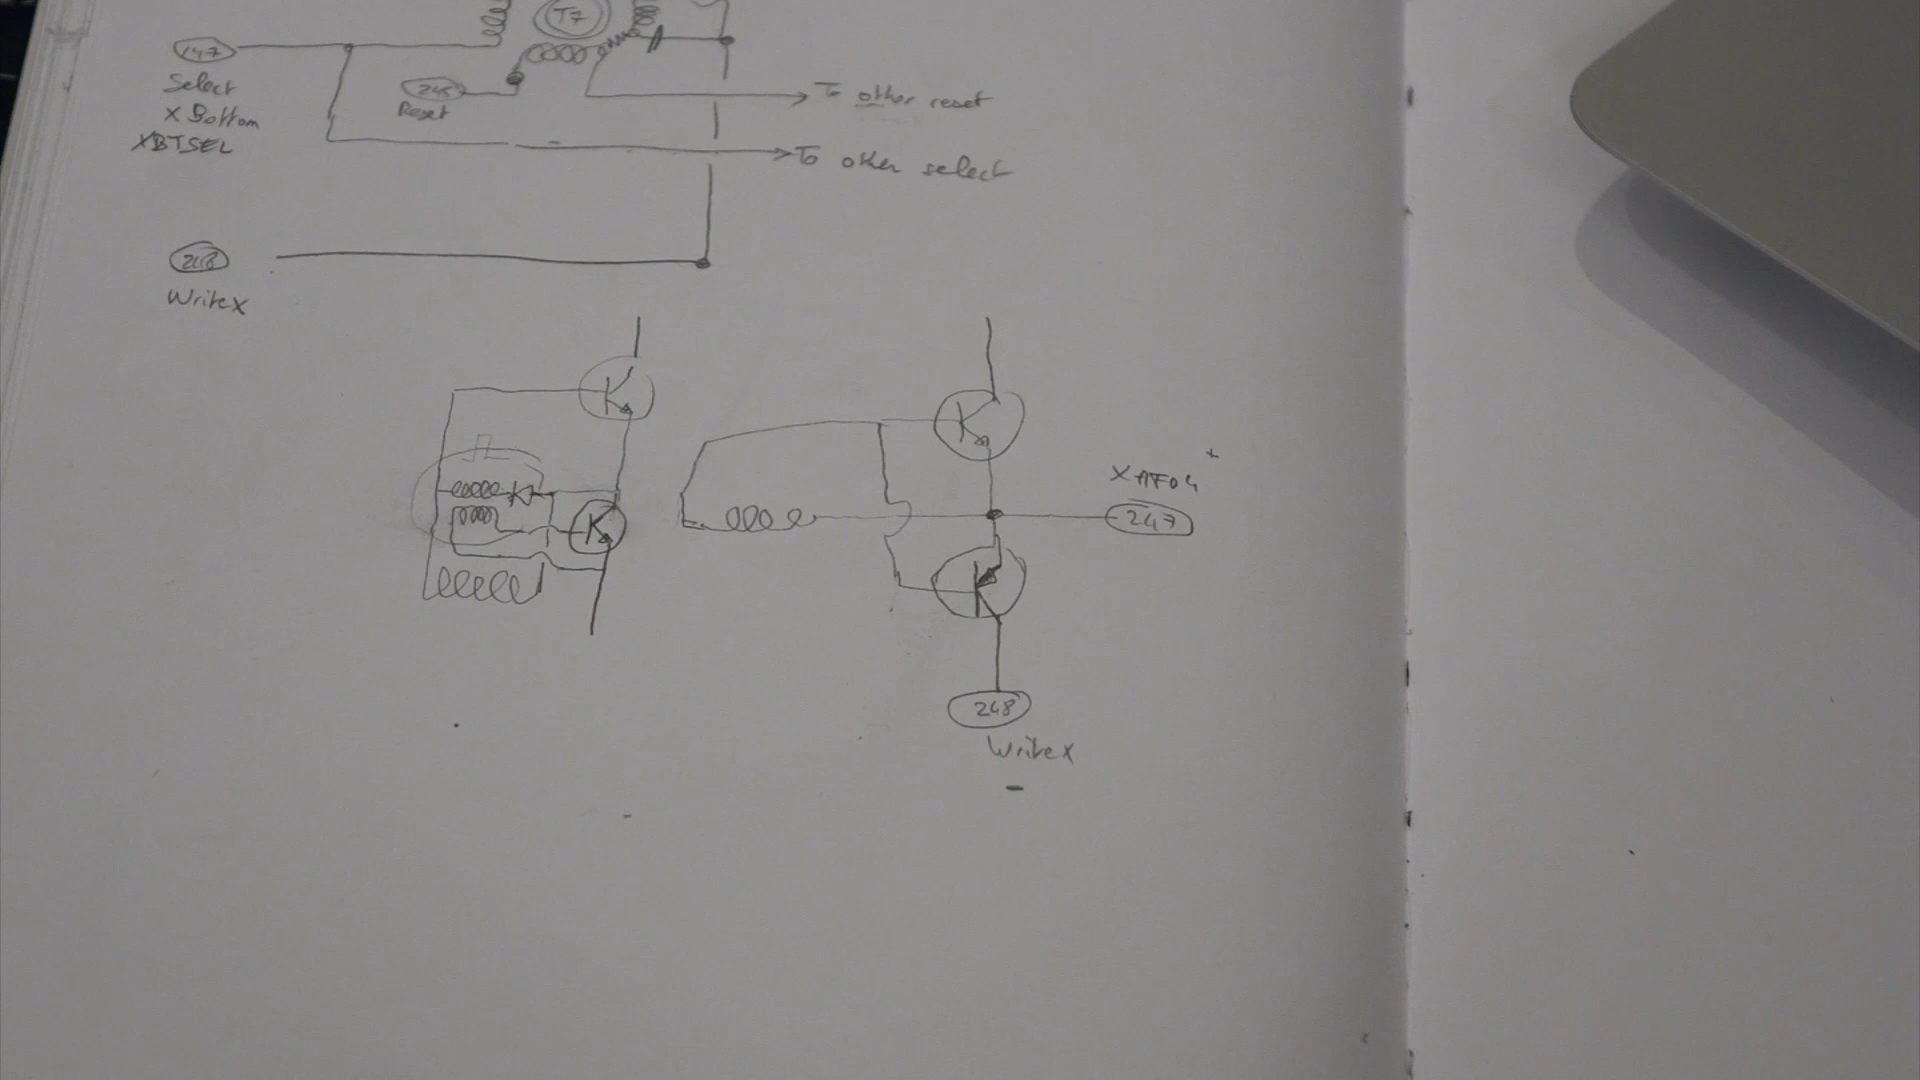 T7
147
Select
X Bottom
XBTSEL
245
Reset
To other reset
To other select
248
WriteX
XAF04
+
247
248
WriteX
-